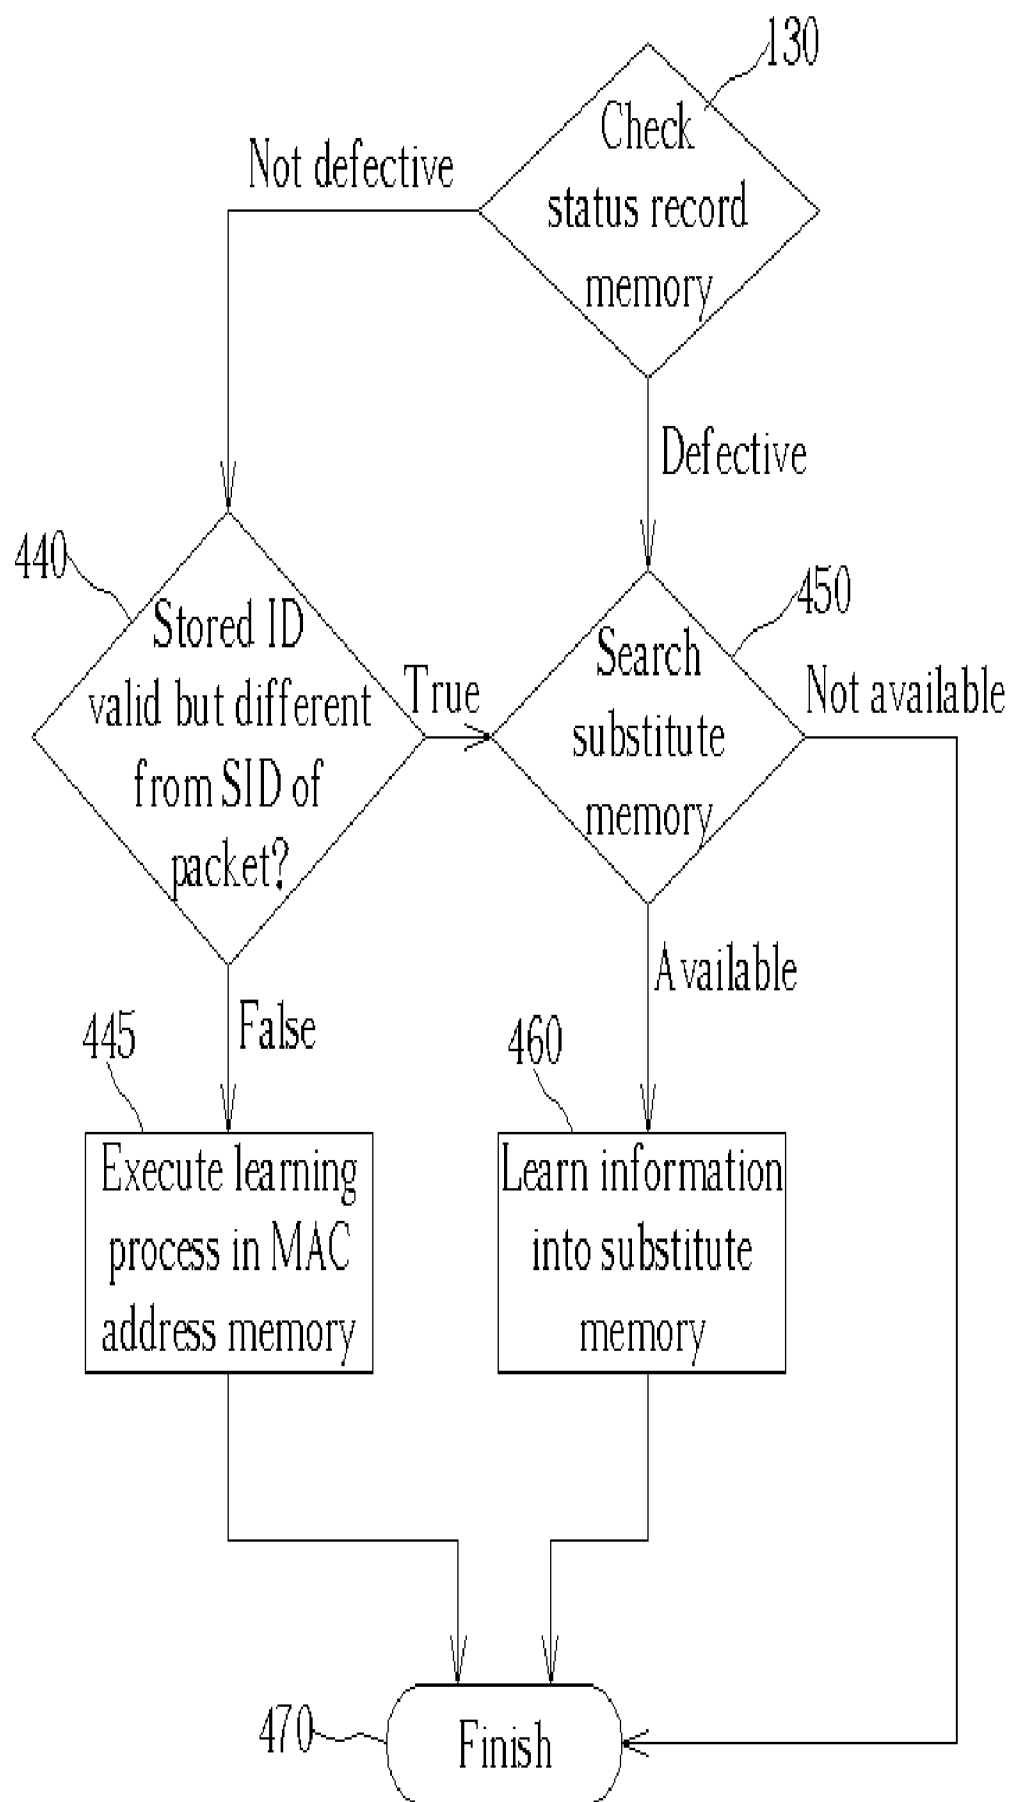 130
Check
status record
memory
Not defective
Defective
440
Stored ID
valid but different
from SID of
packet?
True
450
Search
substitute
memory
Not available
False
Available
445
Execute learning
process in MAC
address memory
460
Learn information
into substitute
memory
470
Finish